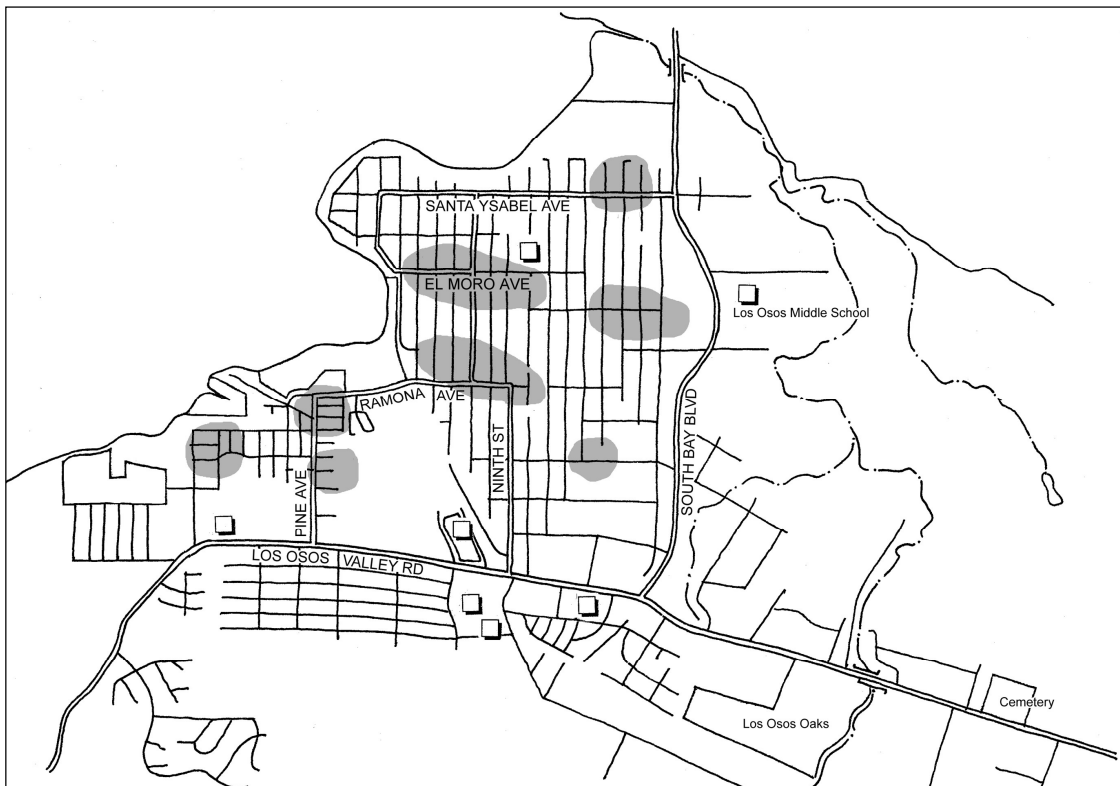 SANTA YSABEL AVE
EL MORO AVE
Los Osos Middle School
RAMONA AVE
SOUTH BAY BLVD
NINTH ST
PINE AVE
LOS OSOS VALLEY RD
Cemetery
Los Osos Oaks